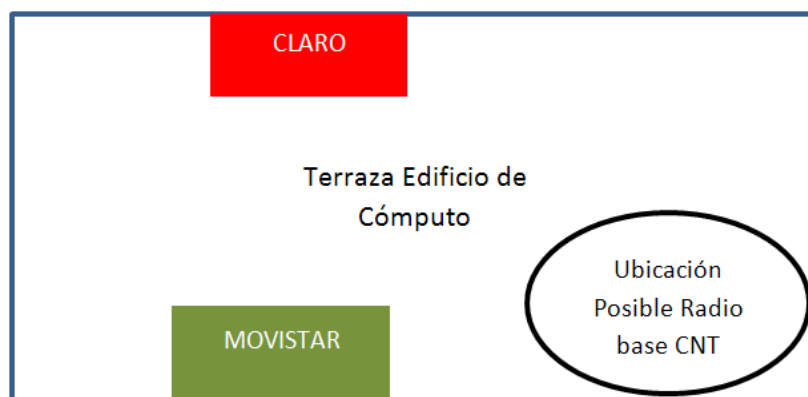 CLARO
Terraza Edificio de
Cómputo
Ubicación
Posible Radio
base CNT
MOVISTAR